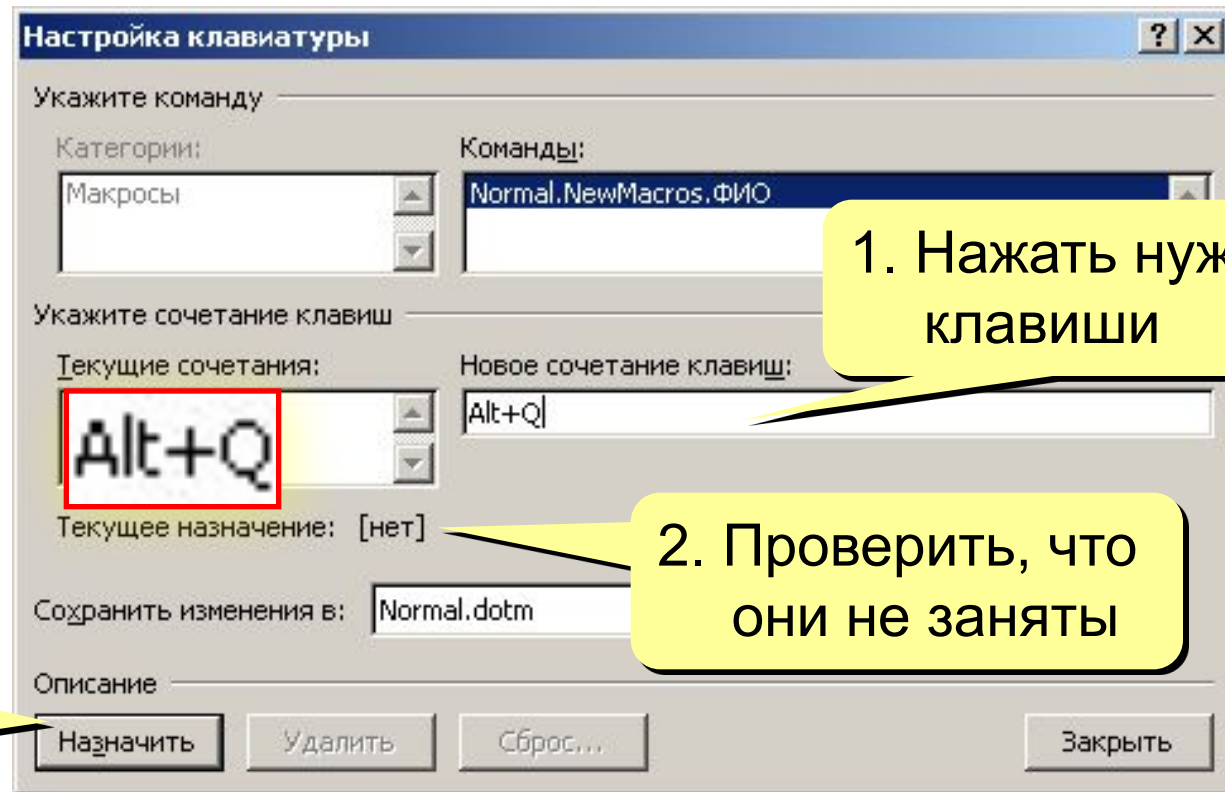 Настройка клавиатуры
Укажите команду
Категории: Команды:
Макросы Normal.NewMacros.ФИО
1. Нажать
клавиши
Укажите сочетание клавиш
Текущие сочетания: Новое сочетание клавиш:
Alt+Q Alt+Q
Текущее назначение: [нет]
2. Проверить, что
они не заняты
Сохранить изменения в: Normal.dotm
Описание
Назначить Удалить Сброс... Закрыть